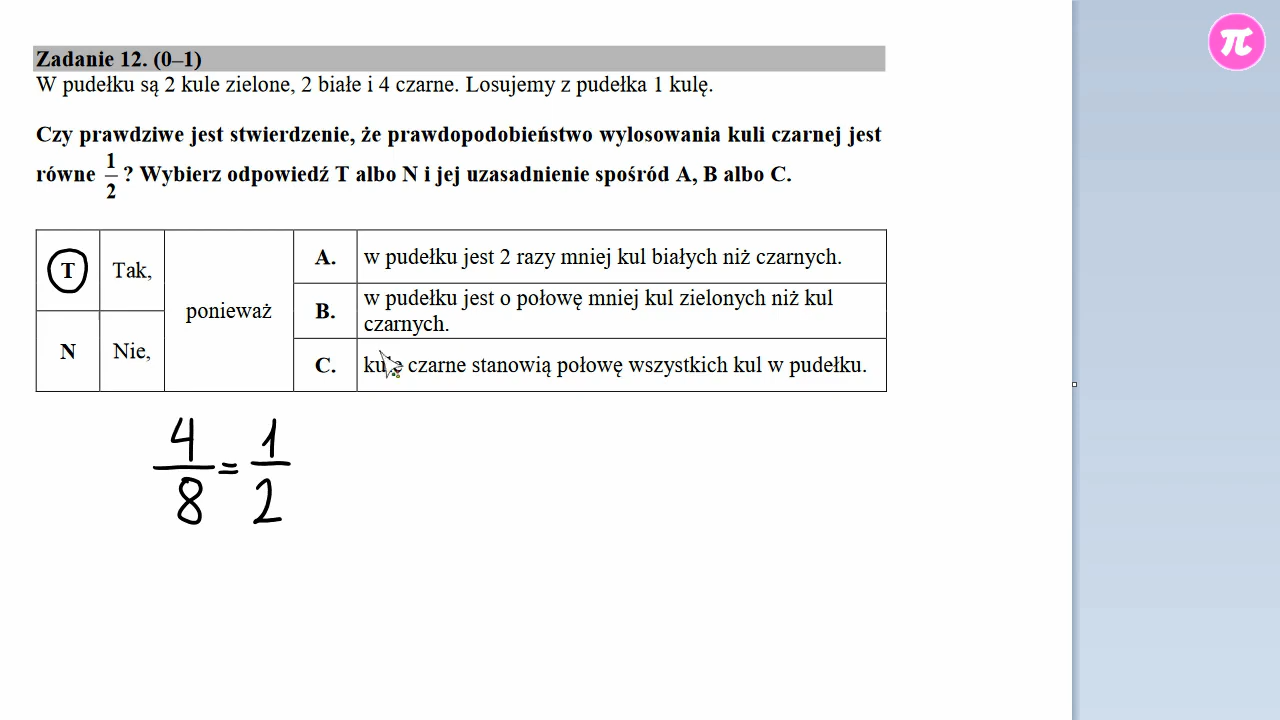 π
Zadanie 12. (0–1)
W pudełku są 2 kule zielone, 2 białe i 4 czarne. Losujemy z pudełka 1 kulę.
Czy prawdziwe jest stwierdzenie, że prawdopodobieństwo wylosowania kuli czarnej jest
równe 1/2 ? Wybierz odpowiedź T albo N i jej uzasadnienie spośród A, B albo C.
T Tak,
N Nie,
ponieważ
A. w pudełku jest 2 razy mniej kul białych niż czarnych.
B. w pudełku jest o połowę mniej kul zielonych niż kul
czarnych.
C. kule czarne stanowią połowę wszystkich kul w pudełku.
4/8 = 1/2